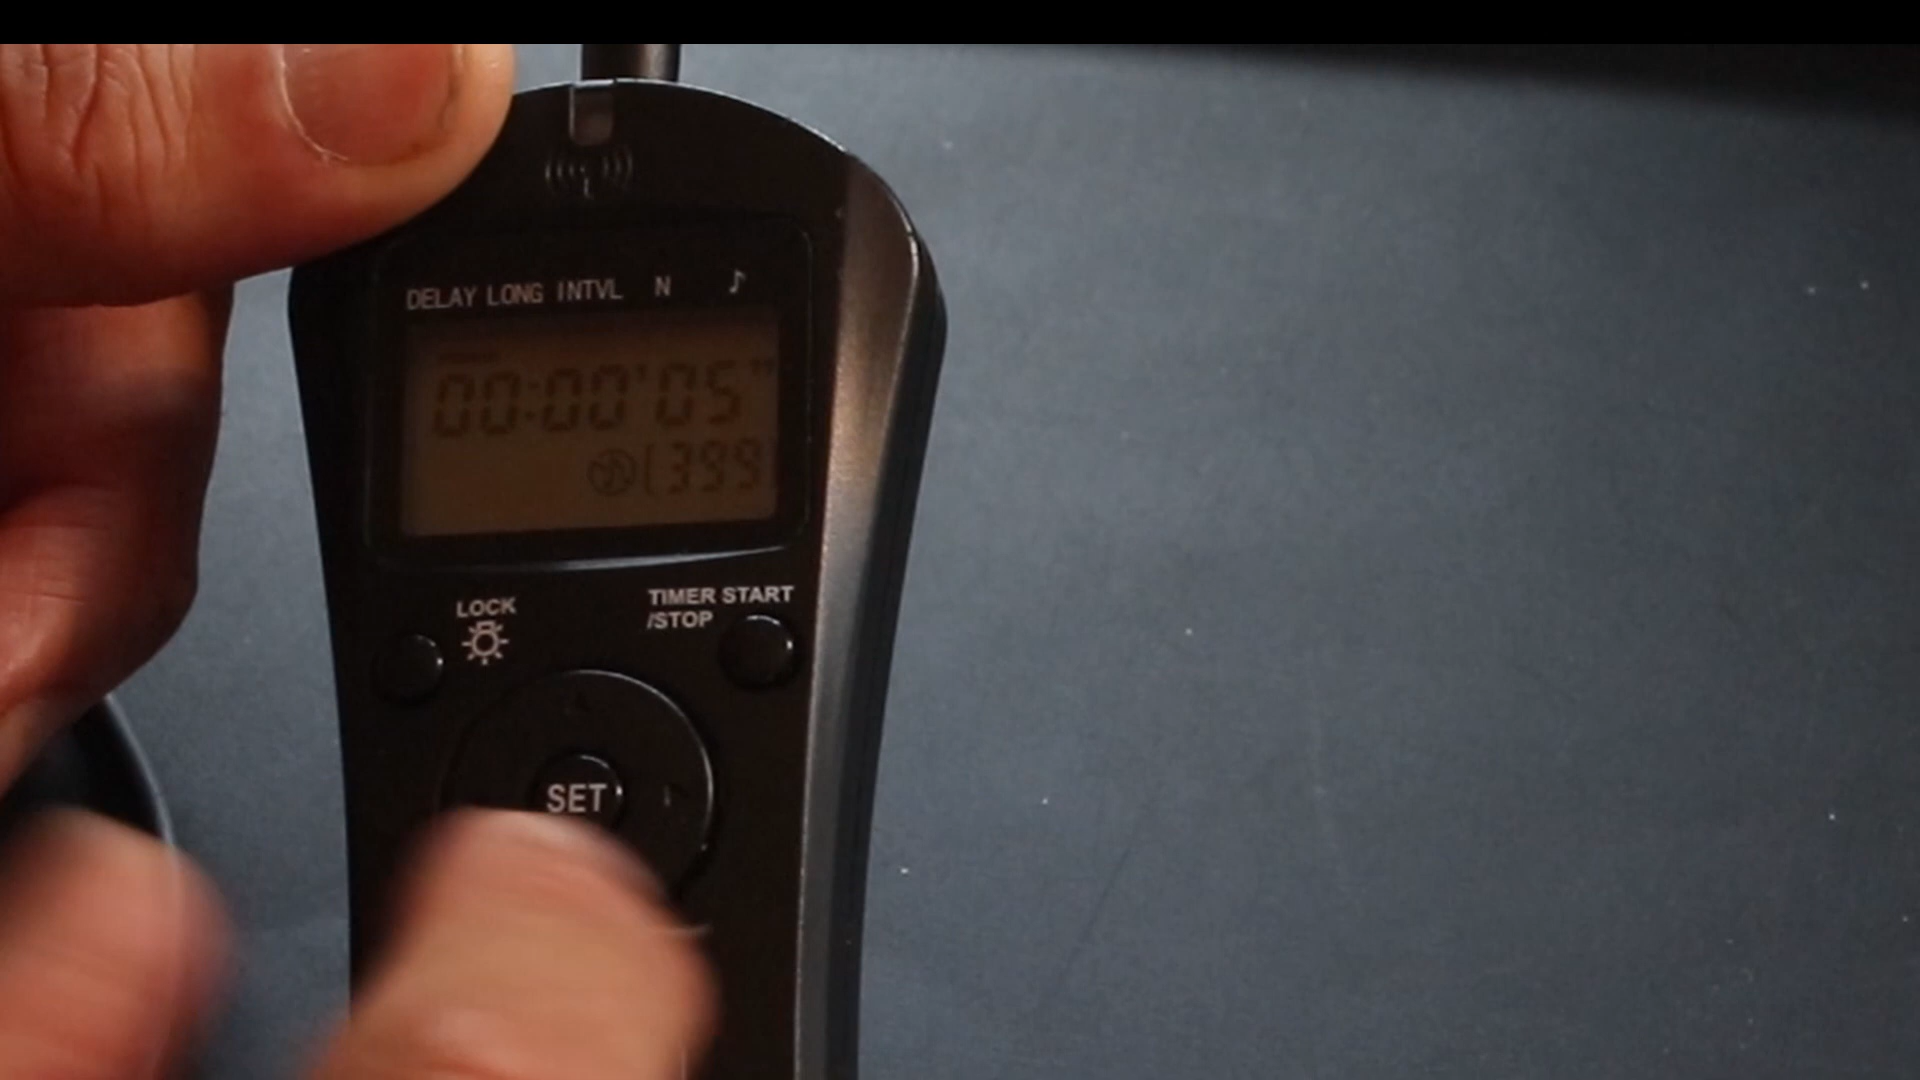 DELAY LONG INTVL N ♪
00:00'05"
(399
LOCK
TIMER START
/STOP
SET